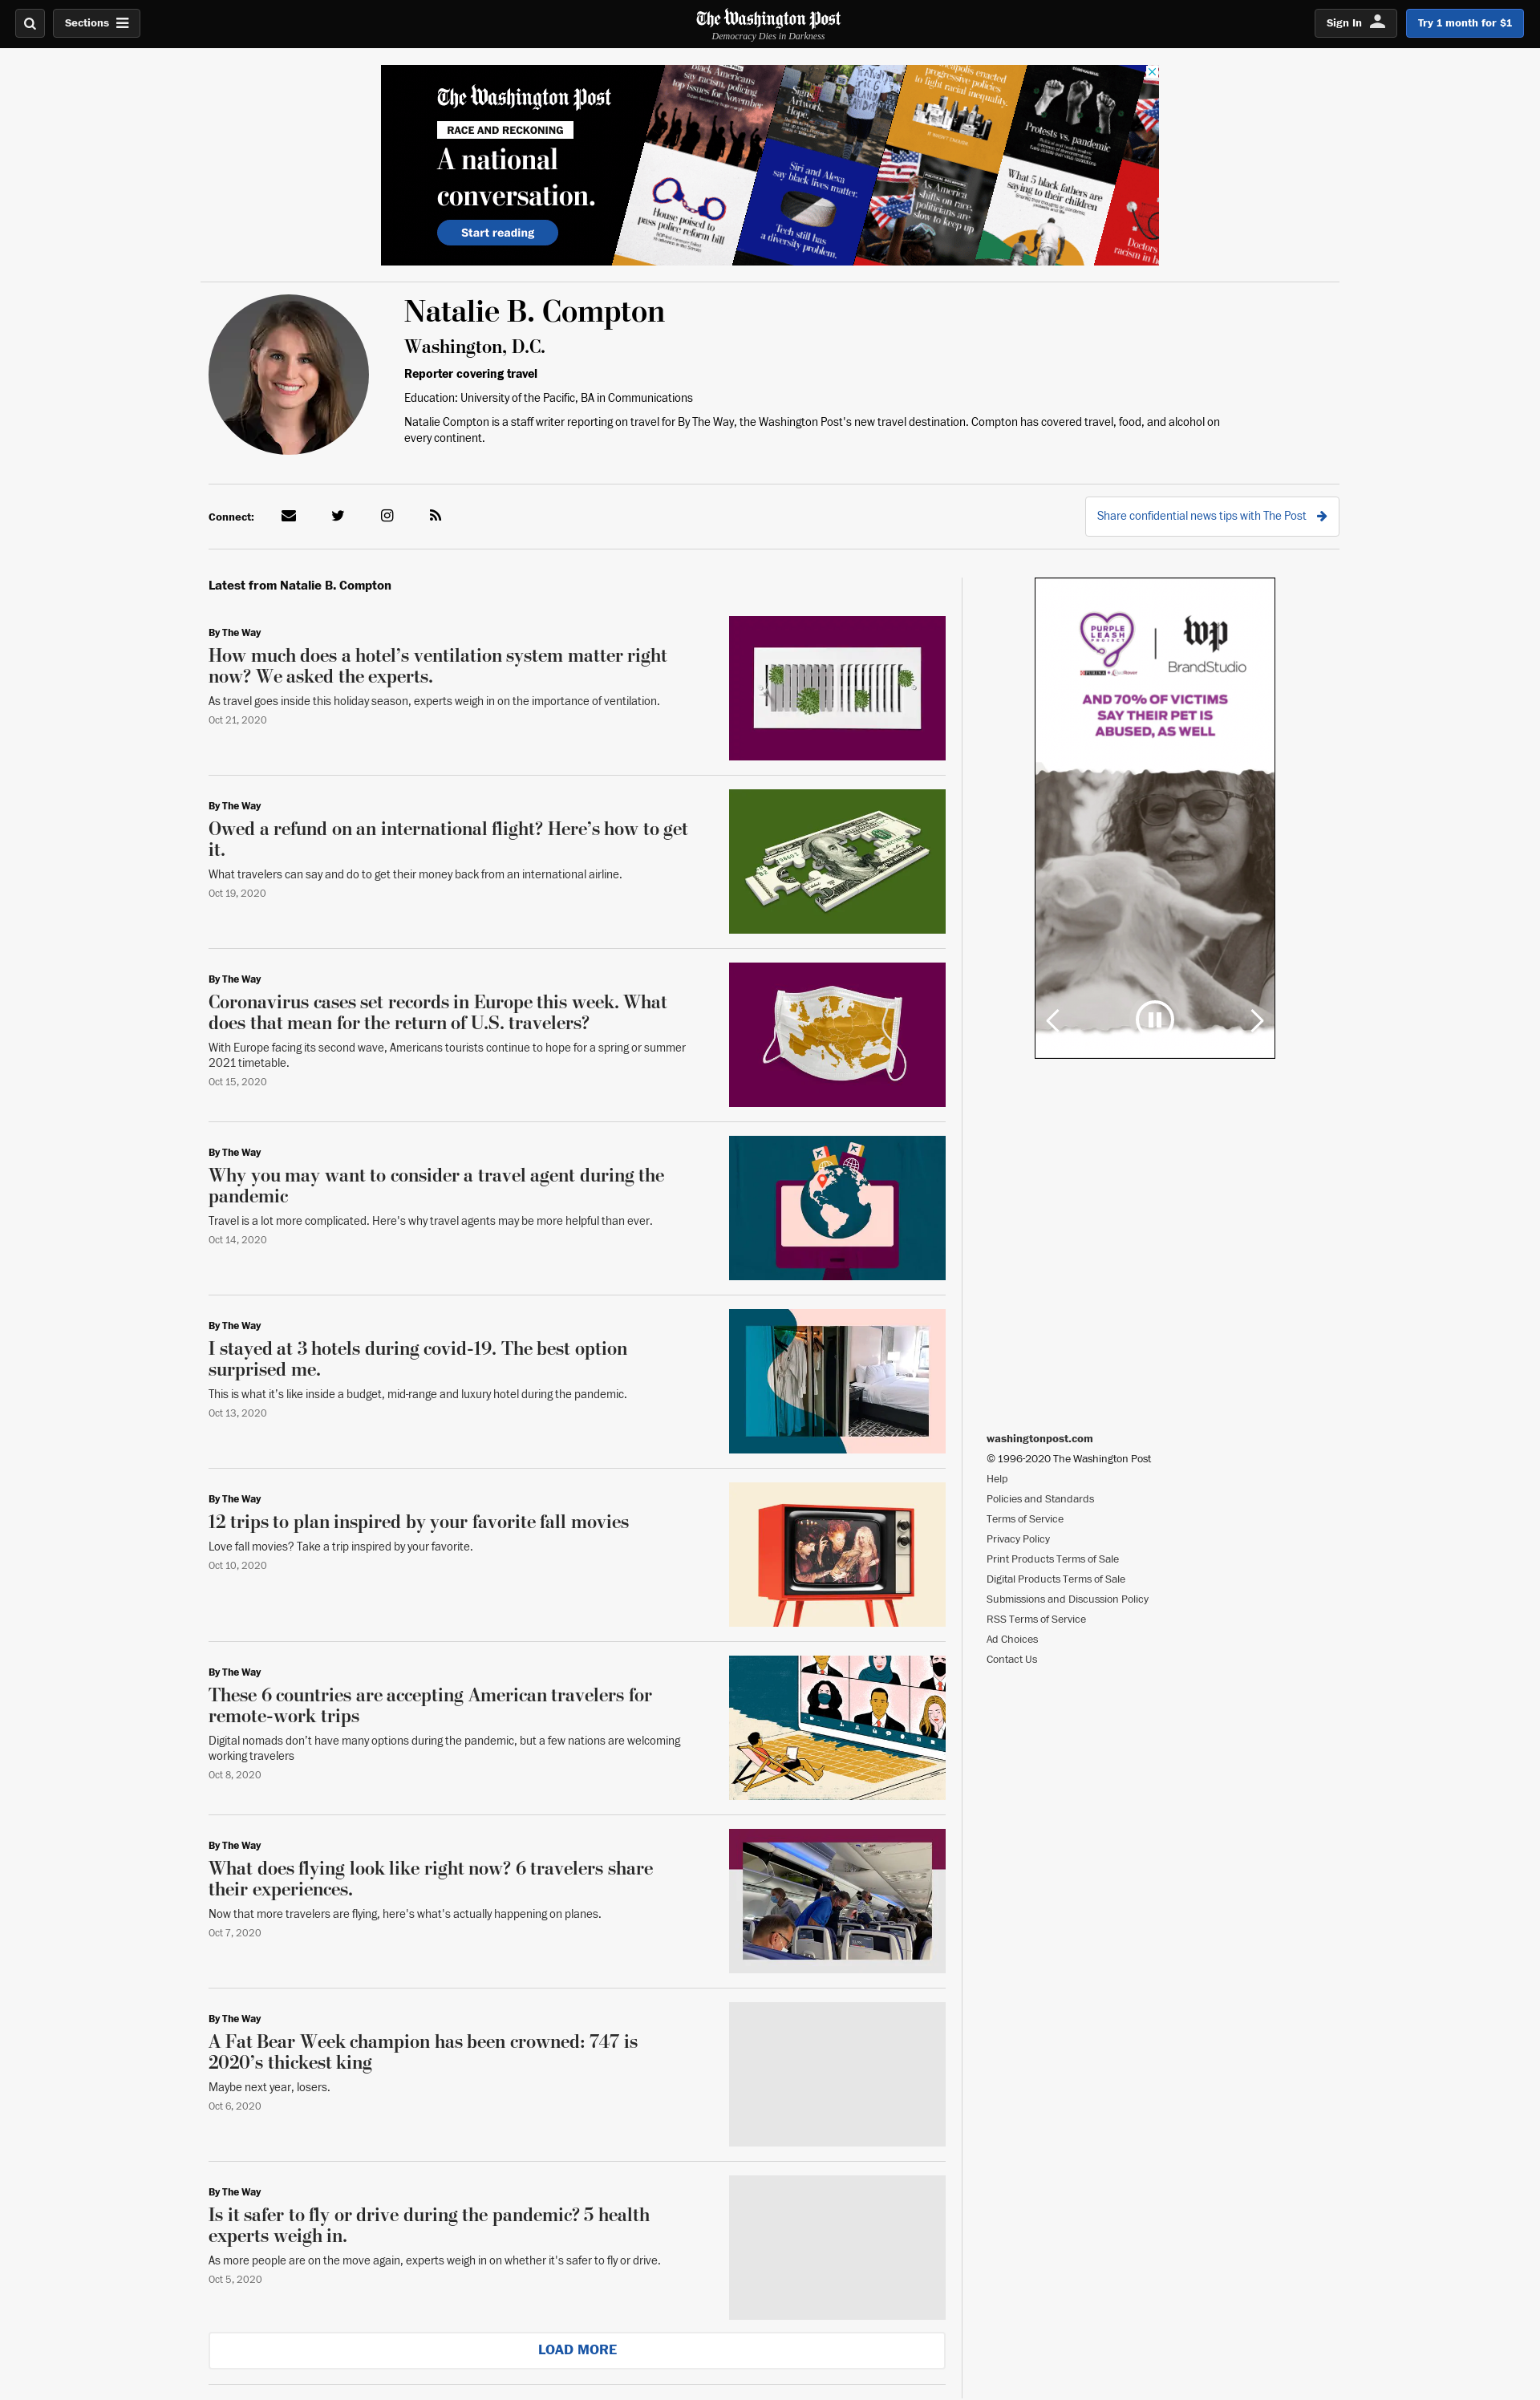 Sections
The Washington Post
Democracy Dies in Darkness
Sign In
Try 1 month for $1
The Washington Post
RACE AND RECKONING
A national
conversation.
Start reading
black Americans
say racism, policing
top issues for November
Signs.
Artwork.
Hope.
progressive policies
to fight racial inequality.
Protests vs. pandemic
House poised to
pass police reform bill
Siri and Alexa
say black lives matter.
Tech still has
a diversity problem.
As America
shifts on race,
politicians are
slow to keep up
What 5 black fathers are
saying to their children
Doctors
racism in
Natalie B. Compton
Washington, D.C.
Reporter covering travel
Education: University of the Pacific, BA in Communications
Natalie Compton is a staff writer reporting on travel for By The Way, the Washington Post's new travel destination. Compton has covered travel, food, and alcohol on
every continent.
Connect:
Share confidential news tips with The Post
Latest from Natalie B. Compton
By The Way
How much does a hotel's ventilation system matter right
now? We asked the experts.
As travel goes inside this holiday season, experts weigh in on the importance of ventilation.
Oct 21, 2020
By The Way
Owed a refund on an international flight? Here's how to get
it.
What travelers can say and do to get their money back from an international airline.
Oct 19, 2020
By The Way
Coronavirus cases set records in Europe this week. What
does that mean for the return of U.S. travelers?
With Europe facing its second wave, Americans tourists continue to hope for a spring or summer
2021 timetable.
Oct 15, 2020
By The Way
Why you may want to consider a travel agent during the
pandemic
Travel is a lot more complicated. Here's why travel agents may be more helpful than ever.
Oct 14, 2020
By The Way
I stayed at 3 hotels during covid-19. The best option
surprised me.
This is what it's like inside a budget, mid-range and luxury hotel during the pandemic.
Oct 13, 2020
By The Way
12 trips to plan inspired by your favorite fall movies
Love fall movies? Take a trip inspired by your favorite.
Oct 10, 2020
By The Way
These 6 countries are accepting American travelers for
remote-work trips
Digital nomads don't have many options during the pandemic, but a few nations are welcoming
working travelers
Oct 8, 2020
By The Way
What does flying look like right now? 6 travelers share
their experiences.
Now that more travelers are flying, here's what's actually happening on planes.
Oct 7, 2020
By The Way
A Fat Bear Week champion has been crowned: 747 is
2020's thickest king
Maybe next year, losers.
Oct 6, 2020
By The Way
Is it safer to fly or drive during the pandemic? 5 health
experts weigh in.
As more people are on the move again, experts weigh in on whether it's safer to fly or drive.
Oct 5, 2020
LOAD MORE
PURPLE
LEASH
PROJECT
PURINA
wp
BrandStudio
AND 70% OF VICTIMS
SAY THEIR PET IS
ABUSED, AS WELL
washingtonpost.com
© 1996-2020 The Washington Post
Help
Policies and Standards
Terms of Service
Privacy Policy
Print Products Terms of Sale
Digital Products Terms of Sale
Submissions and Discussion Policy
RSS Terms of Service
Ad Choices
Contact Us